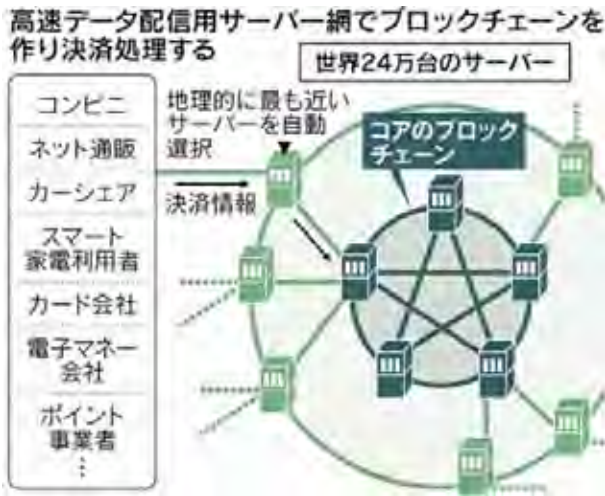 高速データ配信用サーバー網でブロックチェーンを
作り決済処理する
世界24万台のサーバー
コンビニ
ネット通販
カーシェア
スマート
家電利用者
カード会社
電子マネー
会社
ポイント
事業者
⋮
地理的に最も近い
サーバーを自動
選択
決済情報
コアのブロック
チェーン